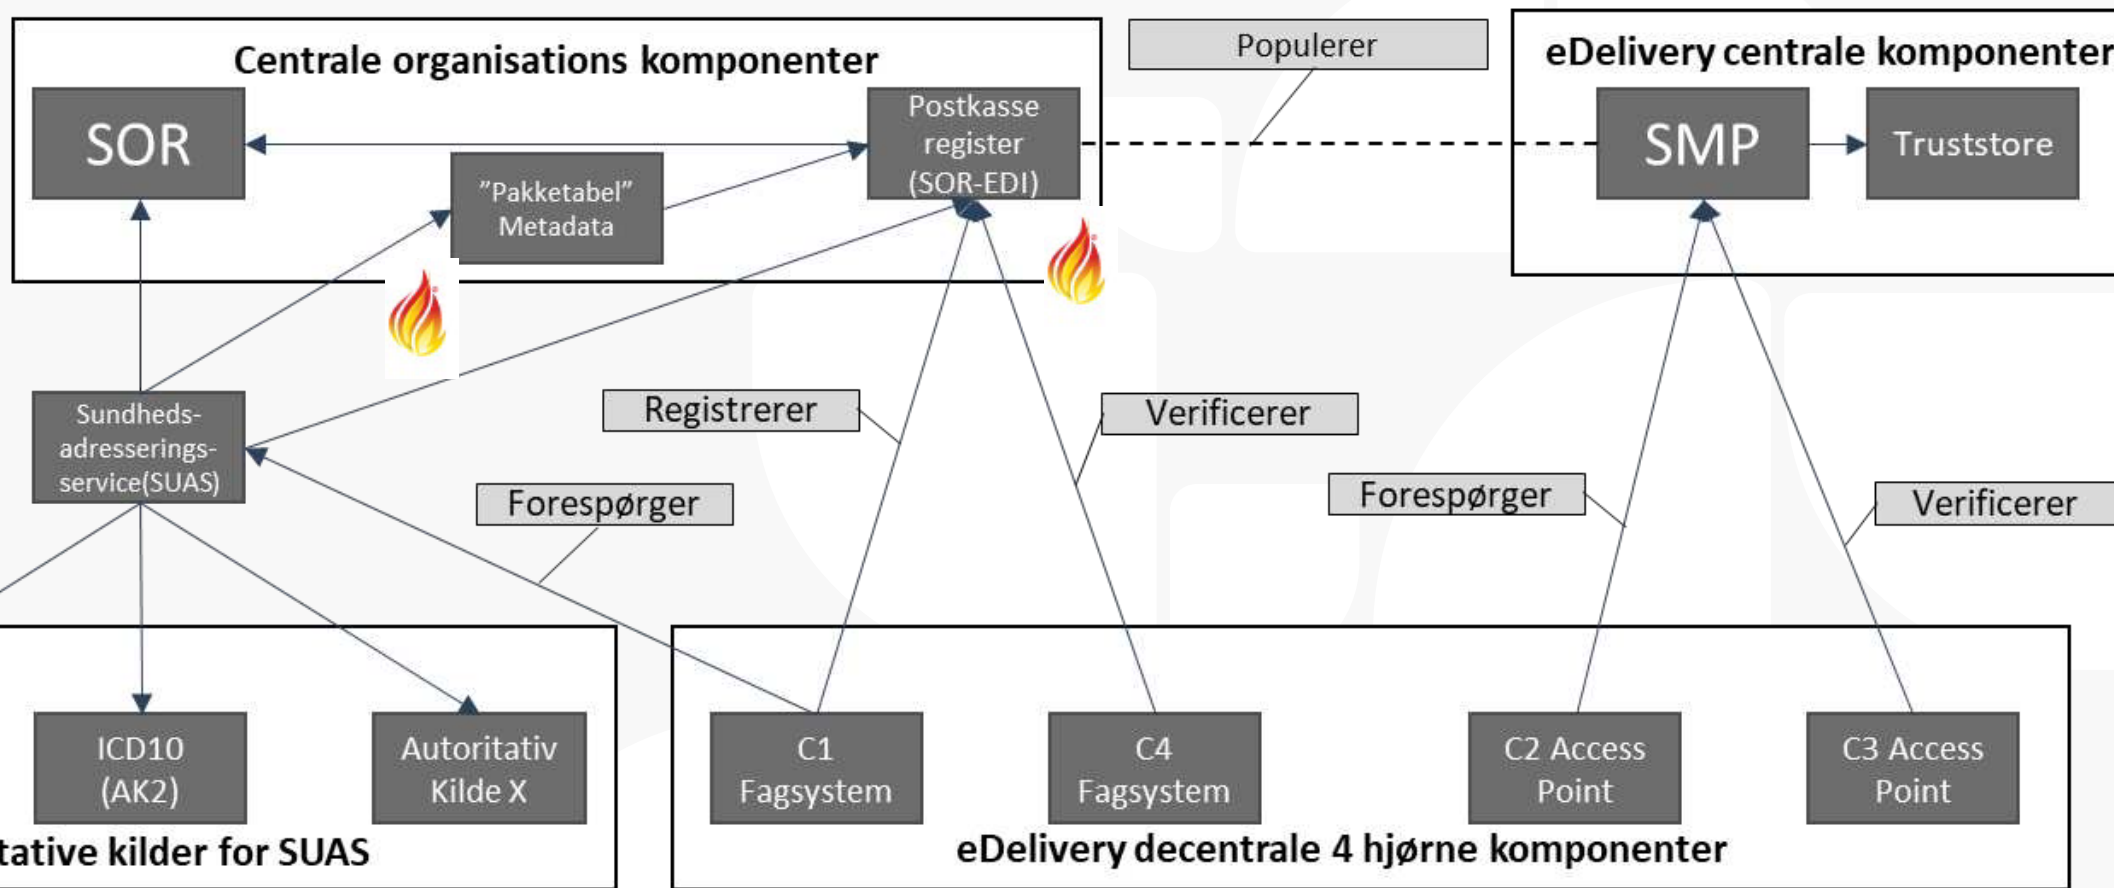 Centrale organisations komponenter
Populerer
eDelivery centrale komponenter
SOR
"Pakketabel"
Metadata
Postkasse
register
(SOR-EDI)
SMP
Truststore
Sundheds-
adresserings-
service(SUAS)
Registrerer
Verificerer
Forespørger
Forespørger
Verificerer
ICD10
(AK2)
Autoritativ
Kilde X
tative kilder for SUAS
C1
Fagsystem
C4
Fagsystem
C2 Access
Point
C3 Access
Point
eDelivery decentrale 4 hjørne komponenter